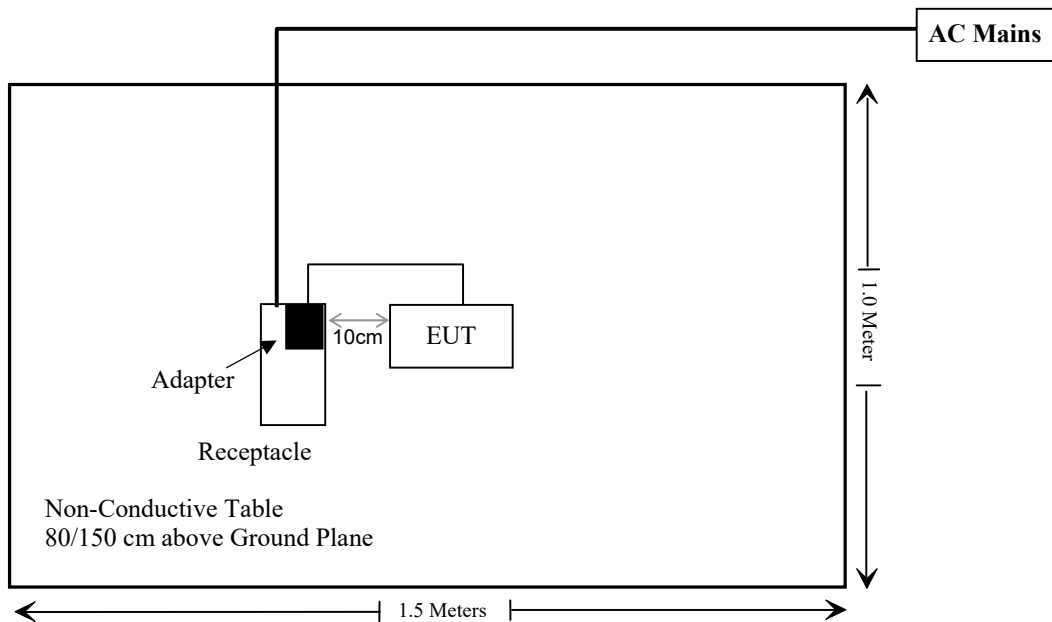 AC Mains
1.0 Meter
10cm
EUT
Adapter
Receptacle
Non-Conductive Table
80/150 cm above Ground Plane
1.5 Meters